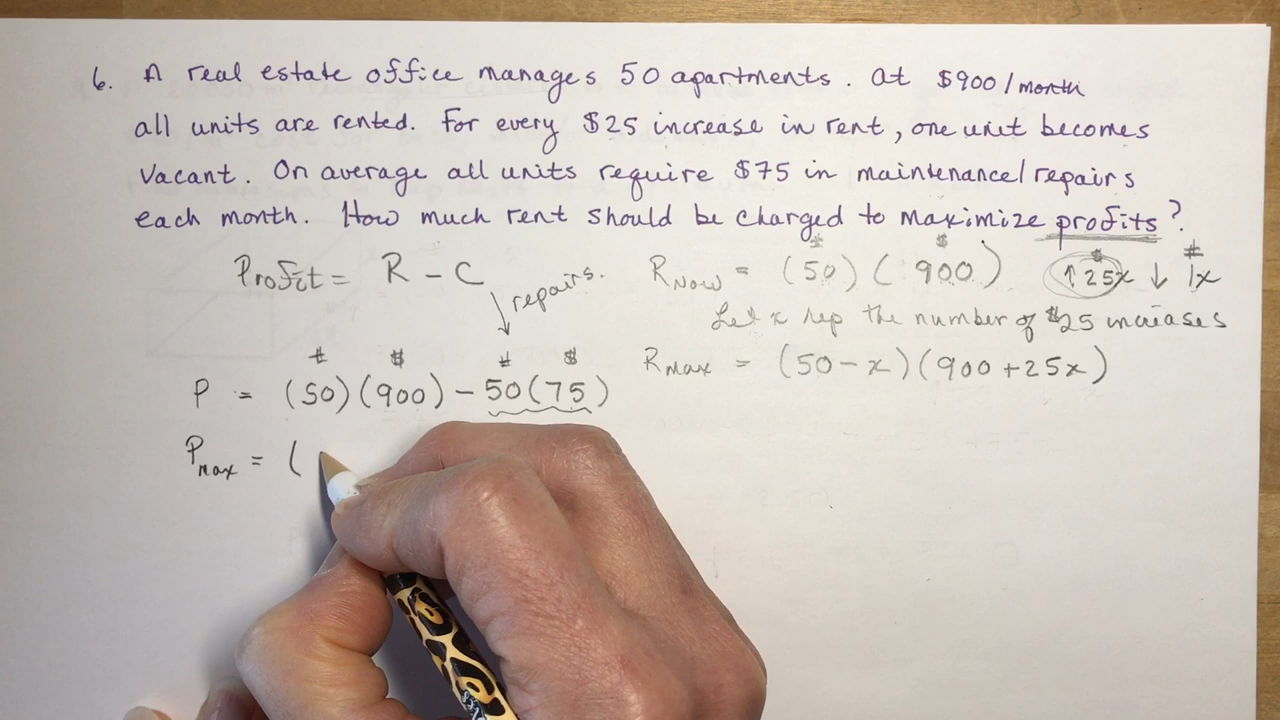 6. A real estate office manages 50 apartments. At $900/month
all units are rented. For every $25 increase in rent, one unit becomes
vacant. On average all units require $75 in maintenance/repairs
each month. How much rent should be charged to maximize profits?
Profit = R - C
repairs.
# $ # $
P = (50)(900) - 50(75)
Pmax = (
# $
RNow = (50)(900)
$ #
↑25x ↓ 1x
Let x rep the number of $25 increases
RMax = (50-x)(900+25x)